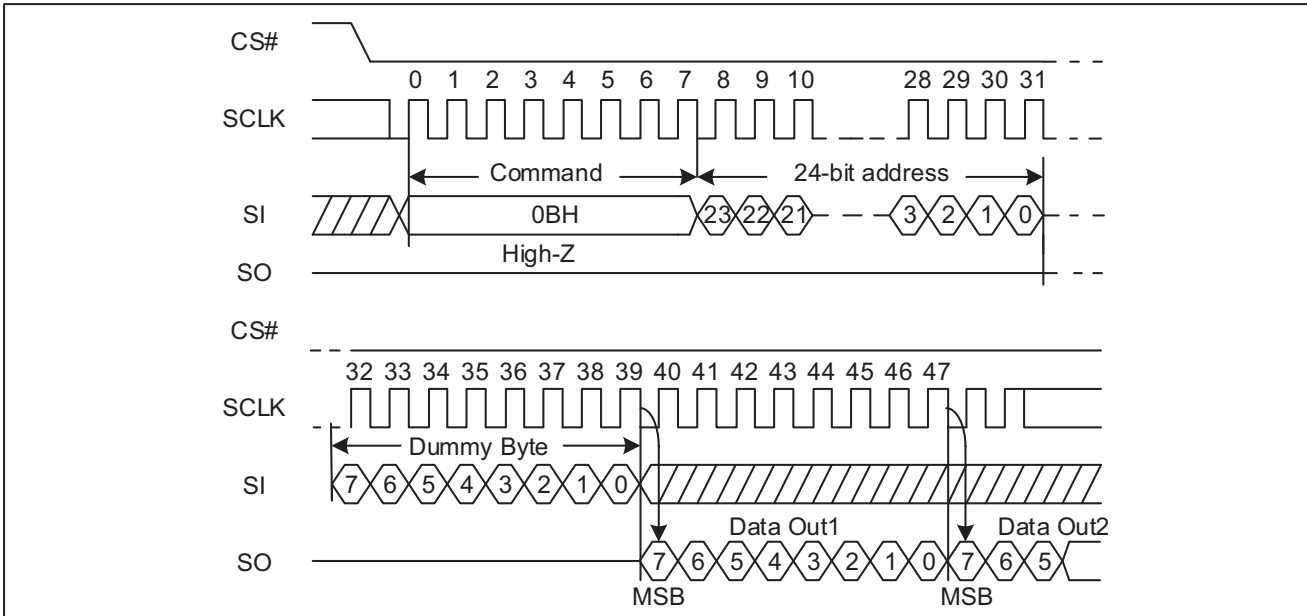 CS#
0 1 2 3 4 5 6 7 8 9 10 28 29 30 31
SCLK
Command 24-bit address
SI 0BH 23 22 21 3 2 1 0
High-Z
SO
CS#
32 33 34 35 36 37 38 39 40 41 42 43 44 45 46 47
SCLK
Dummy Byte
SI 7 6 5 4 3 2 1 0
Data Out1 Data Out2
SO 7 6 5 4 3 2 1 0 7 6 5
MSB MSB